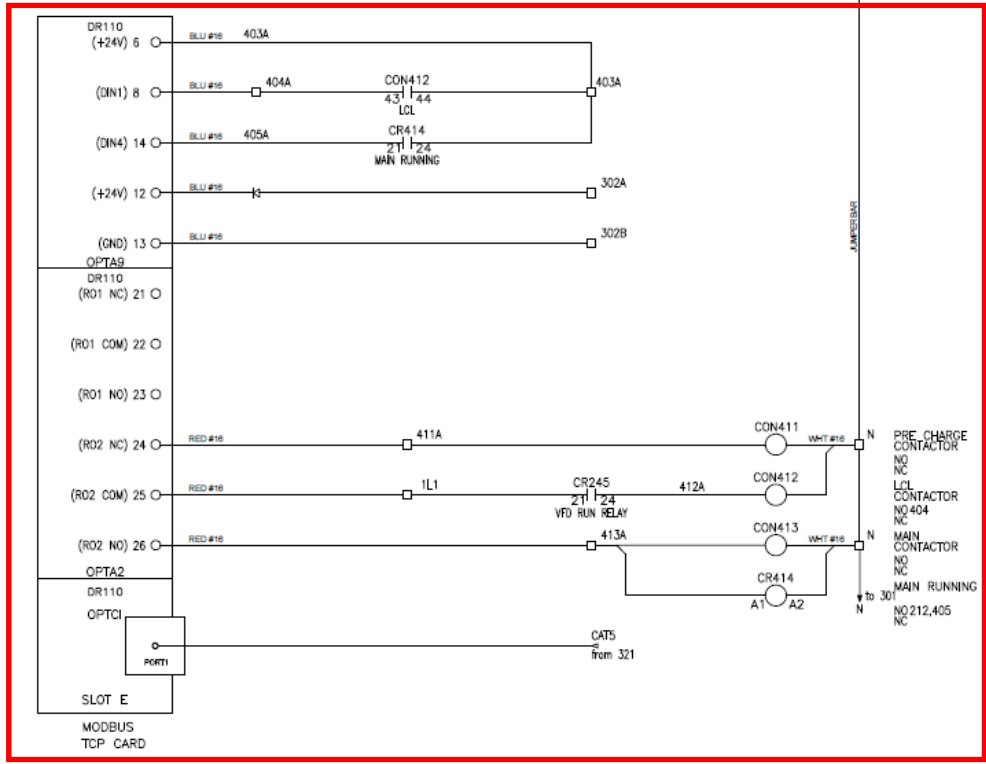 DR110
(+24V) 6 BLU #16 403A
(DIN1) 8 BLU #16 404A CON412 403A
43 44
LCL
(DIN4) 14 BLU #16 405A CR414
21 24
MAIN RUNNING
(+24V) 12 BLU #16 302A
(GND) 13 BLU #16 302B
JUMPER BAR
OPTA9
DR110
(RO1 NC) 21
(RO1 COM) 22
(RO1 NO) 23
(RO2 NC) 24 RED #16 411A CON411 WHT #16 N PRE CHARGE
CONTACTOR
NO
NC
(RO2 COM) 25 RED #16 1L1 CR245 412A CON412 LCL
21 24 CONTACTOR
VFD RUN RELAY NO 404
NC
(RO2 NO) 26 RED #16 413A CON413 WHT #16 N MAIN
CONTACTOR
NO
NC
OPTA2
DR110
CR414 MAIN RUNNING
A1 A2 to 301
N NO 212,405
NC
OPTCI
PORT1
CAT5
from 321
SLOT E
MODBUS
TCP CARD